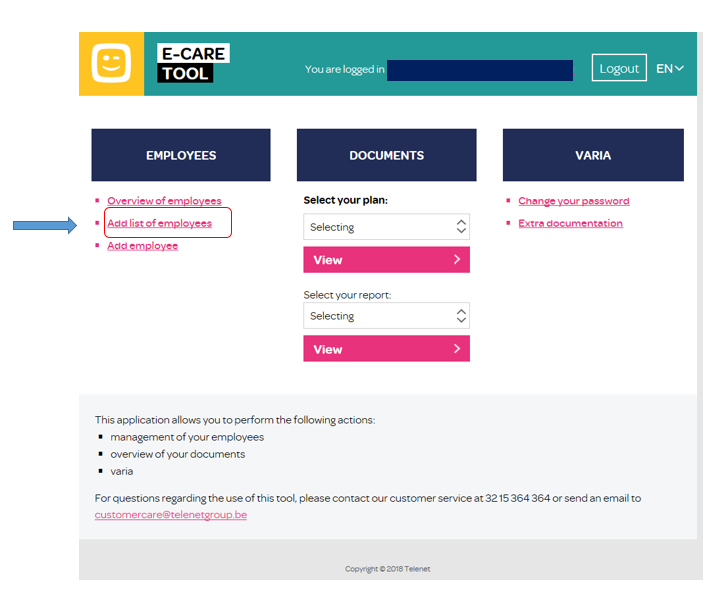 E-CARE
TOOL
You are logged in
Logout
EN
EMPLOYEES
Overview of employees
Add list of employees
Add employee
DOCUMENTS
Select your plan:
Selecting
View
Select your report:
Selecting
View
VARIA
Change your password
Extra documentation
This application allows you to perform the following actions:
management of your employees
overview of your documents
varia
For questions regarding the use of this tool, please contact our customer service at 32 15 364 364 or send an email to
customercare@telenetgroup.be
Copyright © 2018 Telenet